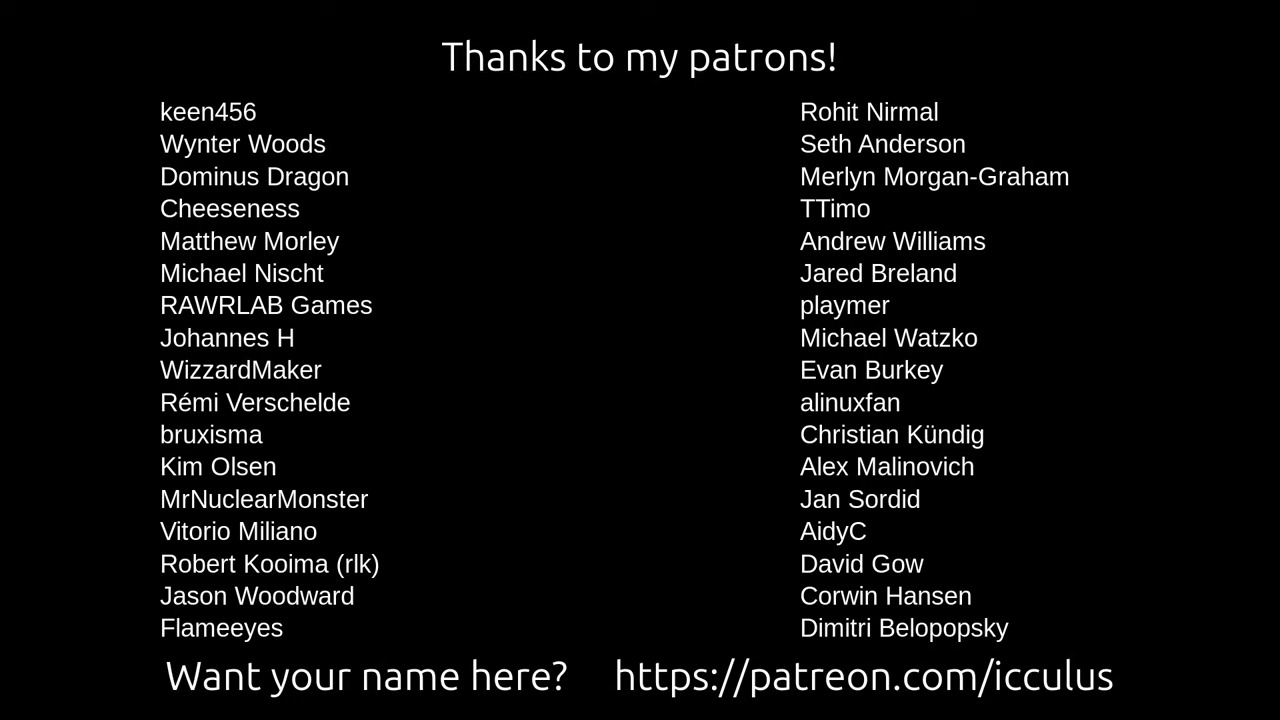 Thanks to my patrons!
keen456
Wynter Woods
Dominus Dragon
Cheeseness
Matthew Morley
Michael Nischt
RAWRLAB Games
Johannes H
WizzardMaker
Rémi Verschelde
bruxisma
Kim Olsen
MrNuclearMonster
Vitorio Miliano
Robert Kooima (rlk)
Jason Woodward
Flameeyes
Rohit Nirmal
Seth Anderson
Merlyn Morgan-Graham
TTimo
Andrew Williams
Jared Breland
playmer
Michael Watzko
Evan Burkey
alinuxfan
Christian Kündig
Alex Malinovich
Jan Sordid
AidyC
David Gow
Corwin Hansen
Dimitri Belopopsky
Want your name here? https://patreon.com/icculus